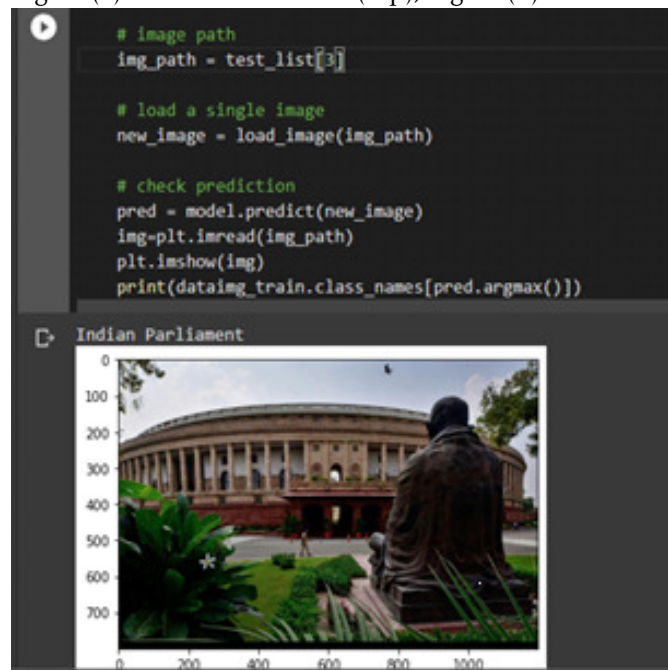 # image path
img_path = test_list[3]
# load a single image
new_image = load_image(img_path)
# check prediction
pred = model.predict(new_image)
img=plt.imread(img_path)
plt.imshow(img)
print(dataimg_train.class_names[pred.argmax()])
Indian Parliament
0
100
200
300
400
500
600
700
0 200 400 600 800 1000